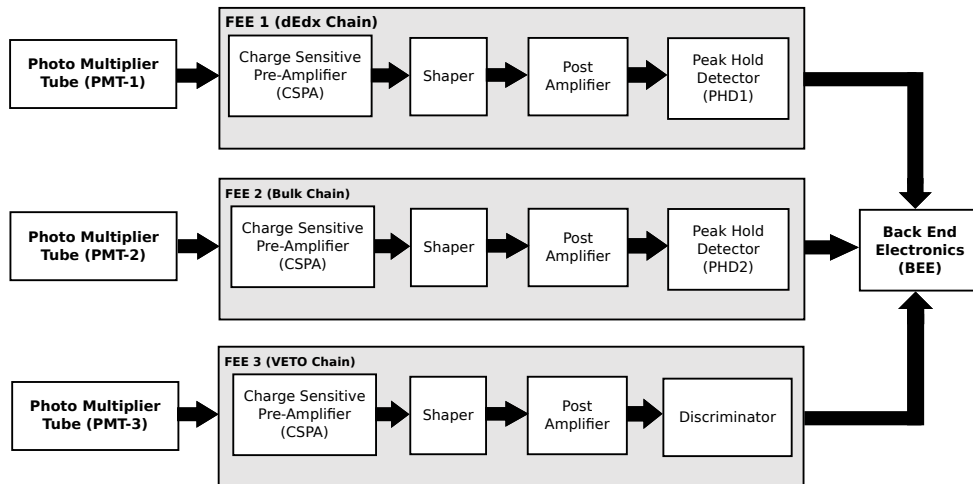 FEE 1 (dEdx Chain)
Photo Multiplier
Tube (PMT-1)
Charge Sensitive
Pre-Amplifier
(CSPA)
Shaper
Post
Amplifier
Peak Hold
Detector
(PHD1)
FEE 2 (Bulk Chain)
Photo Multiplier
Tube (PMT-2)
Charge Sensitive
Pre-Amplifier
(CSPA)
Shaper
Post
Amplifier
Peak Hold
Detector
(PHD2)
Back End
Electronics
(BEE)
FEE 3 (VETO Chain)
Photo Multiplier
Tube (PMT-3)
Charge Sensitive
Pre-Amplifier
(CSPA)
Shaper
Post
Amplifier
Discriminator